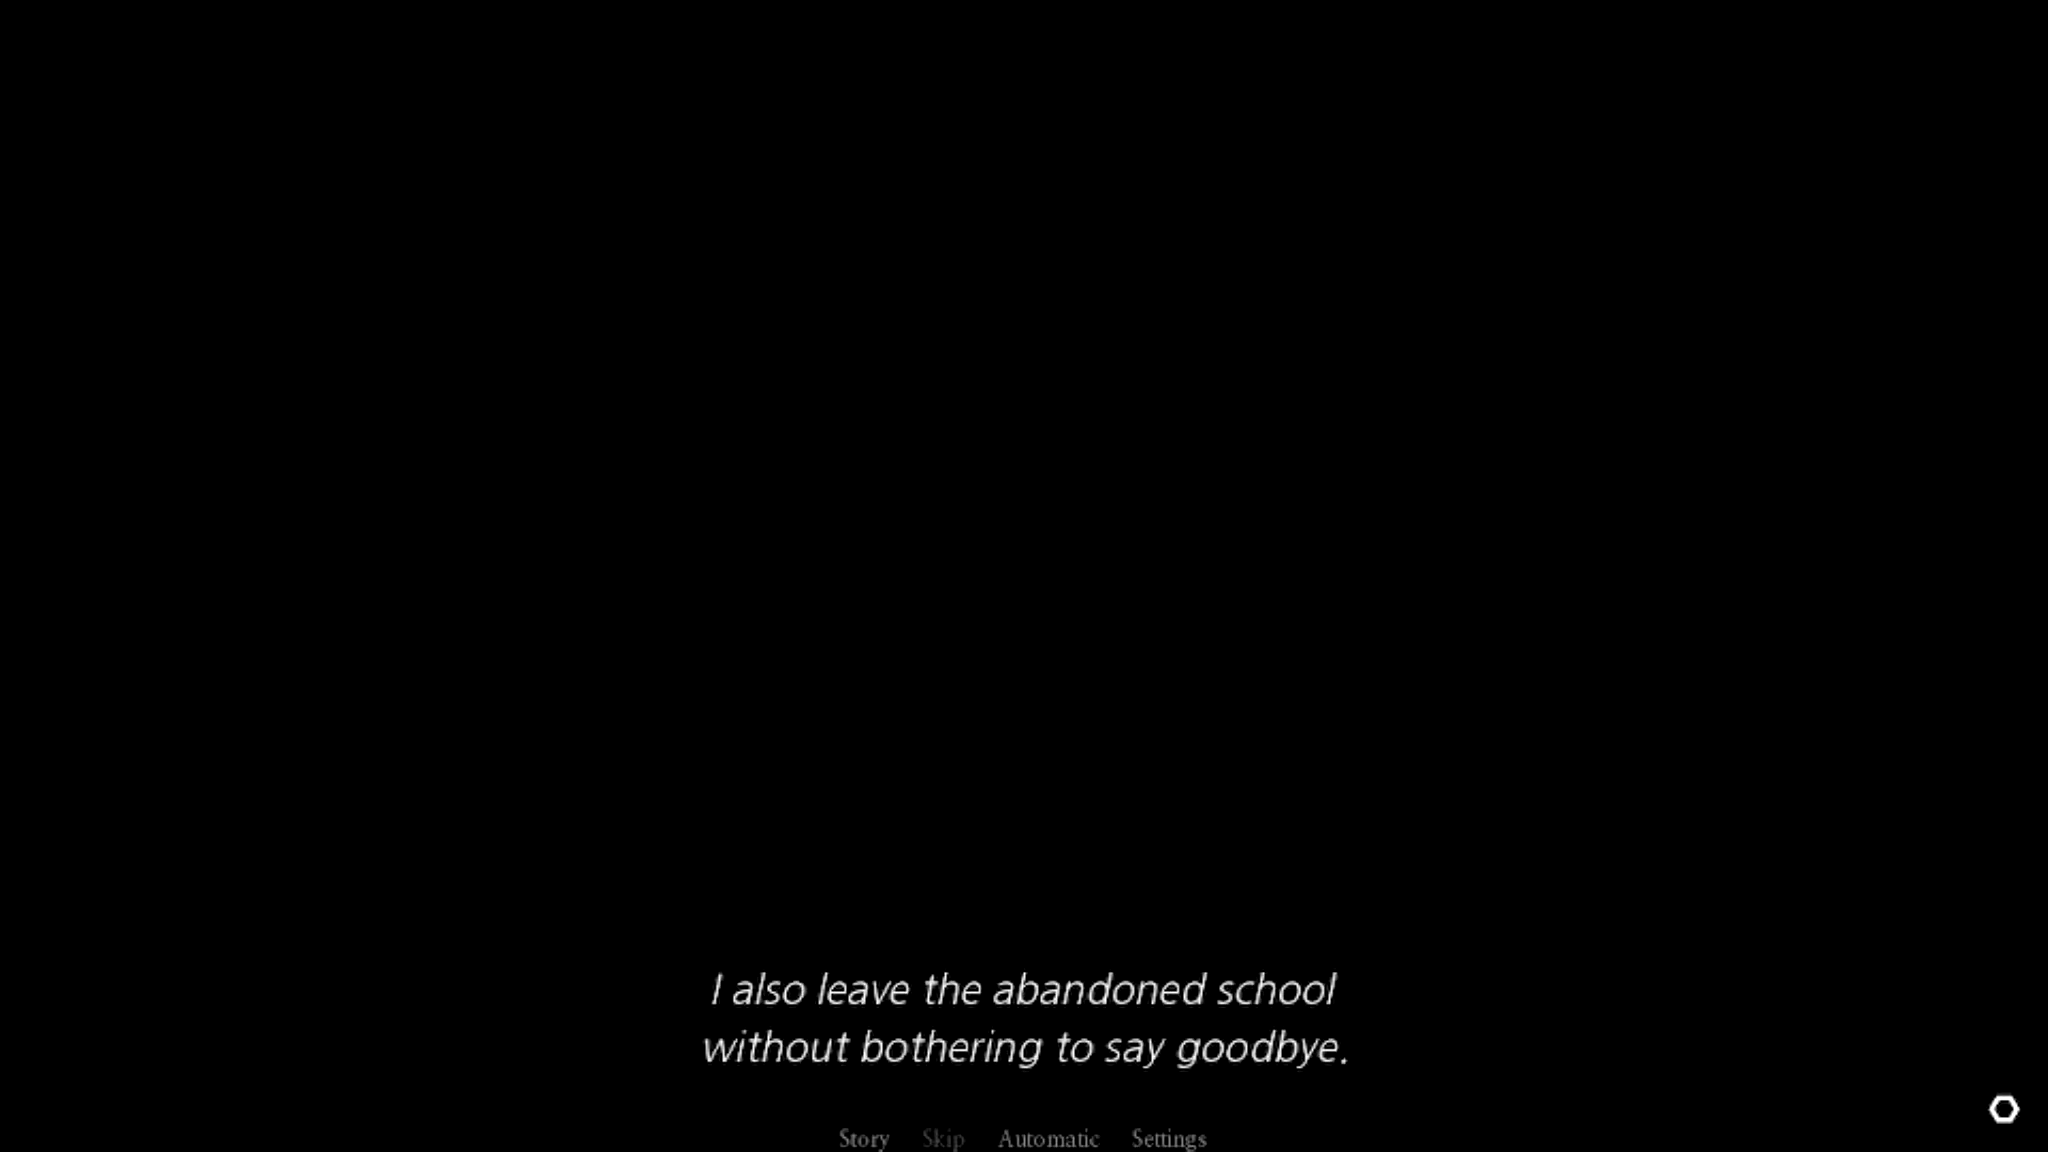 I also leave the abandoned school
without bothering to say goodbye.
Story Skip Automatic Settings